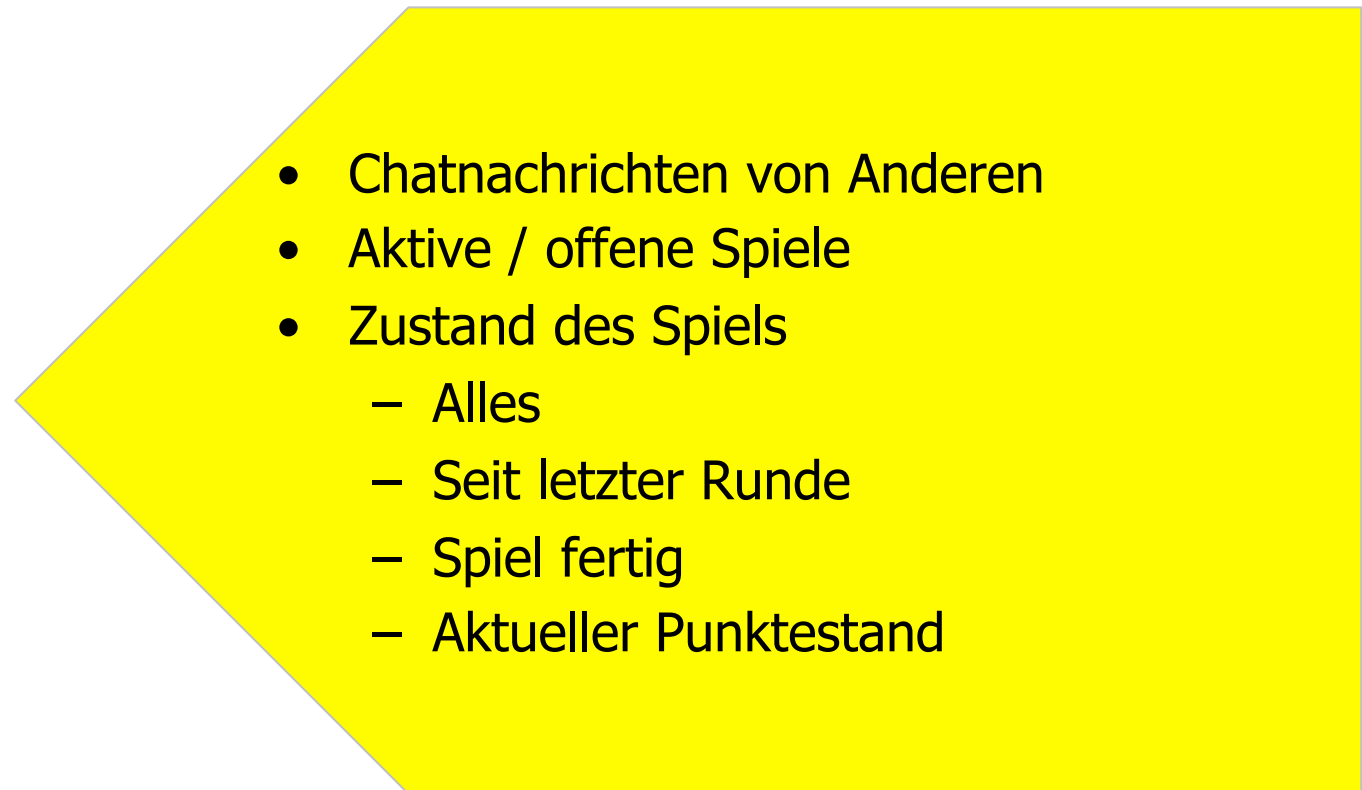 • Chatnachrichten von Anderen
• Aktive / offene Spiele
• Zustand des Spiels
– Alles
– Seit letzter Runde
– Spiel fertig
– Aktueller Punktestand